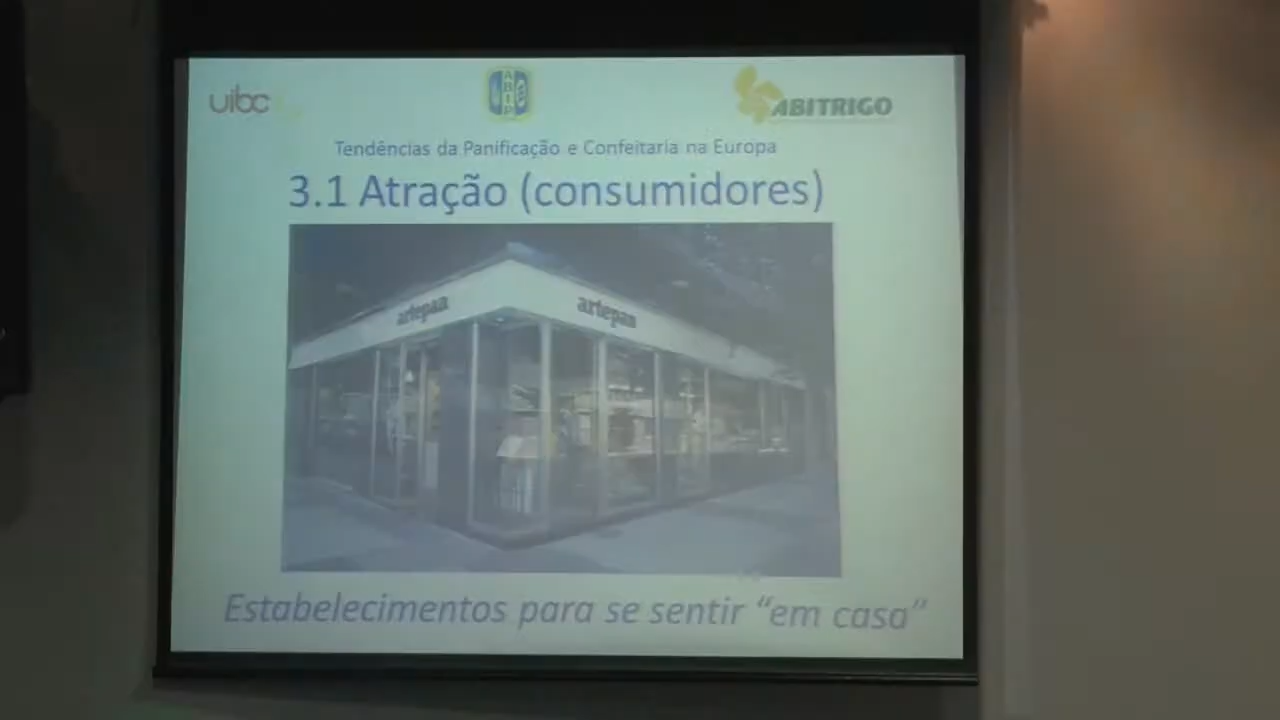 uibc
ABIP
ABITRIGO
Tendências da Panificação e Confeitaria na Europa
3.1 Atração (consumidores)
artepan
artepan
Estabelecimentos para se sentir “em casa”